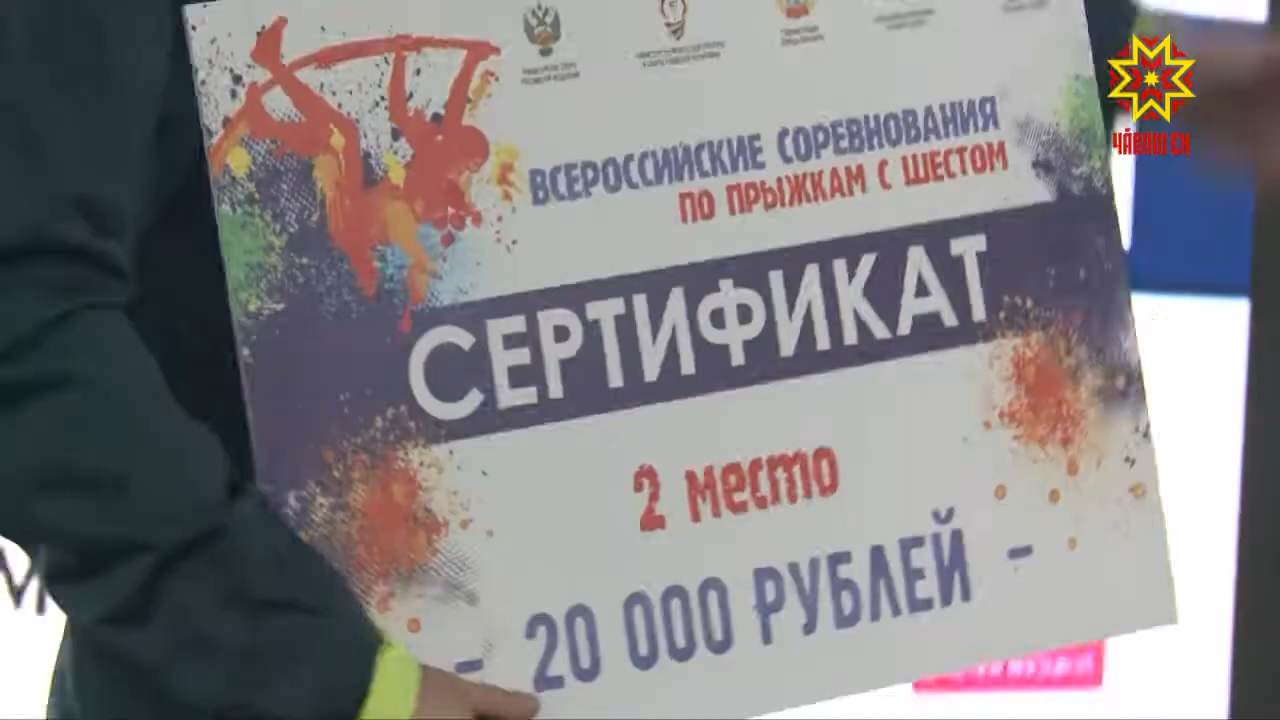 ЧӐВАШ ЕН
ВСЕРОССИЙСКИЕ СОРЕВНОВАНИЯ
ПО ПРЫЖКАМ С ШЕСТОМ
СЕРТИФИКАТ
2 место
- 20 000 РУБЛЕЙ -